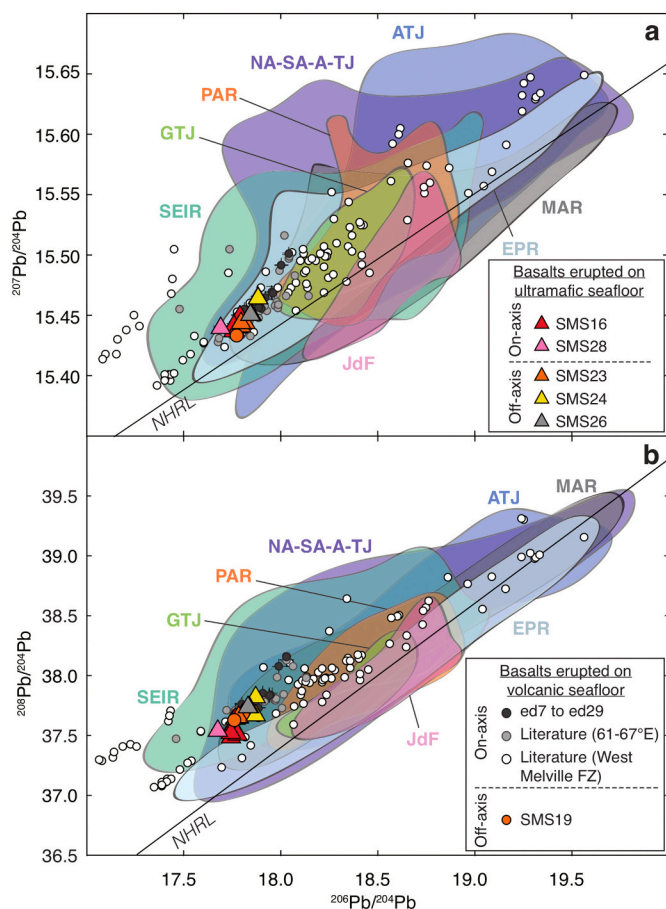 a
ATJ
NA-SA-A-TJ
PAR
GTJ
SEIR
MAR
EPR
JdF
NHRL
15.65
15.60
15.55
15.50
15.45
15.40
²⁰⁷Pb/²⁰⁴Pb
Basalts erupted on
ultramafic seafloor
On-axis
SMS16
SMS28
Off-axis
SMS23
SMS24
SMS26
b
MAR
ATJ
NA-SA-A-TJ
PAR
GTJ
SEIR
EPR
JdF
NHRL
39.5
39.0
38.5
38.0
37.5
37.0
36.5
²⁰⁸Pb/²⁰⁴Pb
Basalts erupted on
volcanic seafloor
On-axis
ed7 to ed29
Literature (61-67°E)
Literature (West
Melville FZ)
Off-axis
SMS19
17.5 18.0 18.5 19.0 19.5
²⁰⁶Pb/²⁰⁴Pb